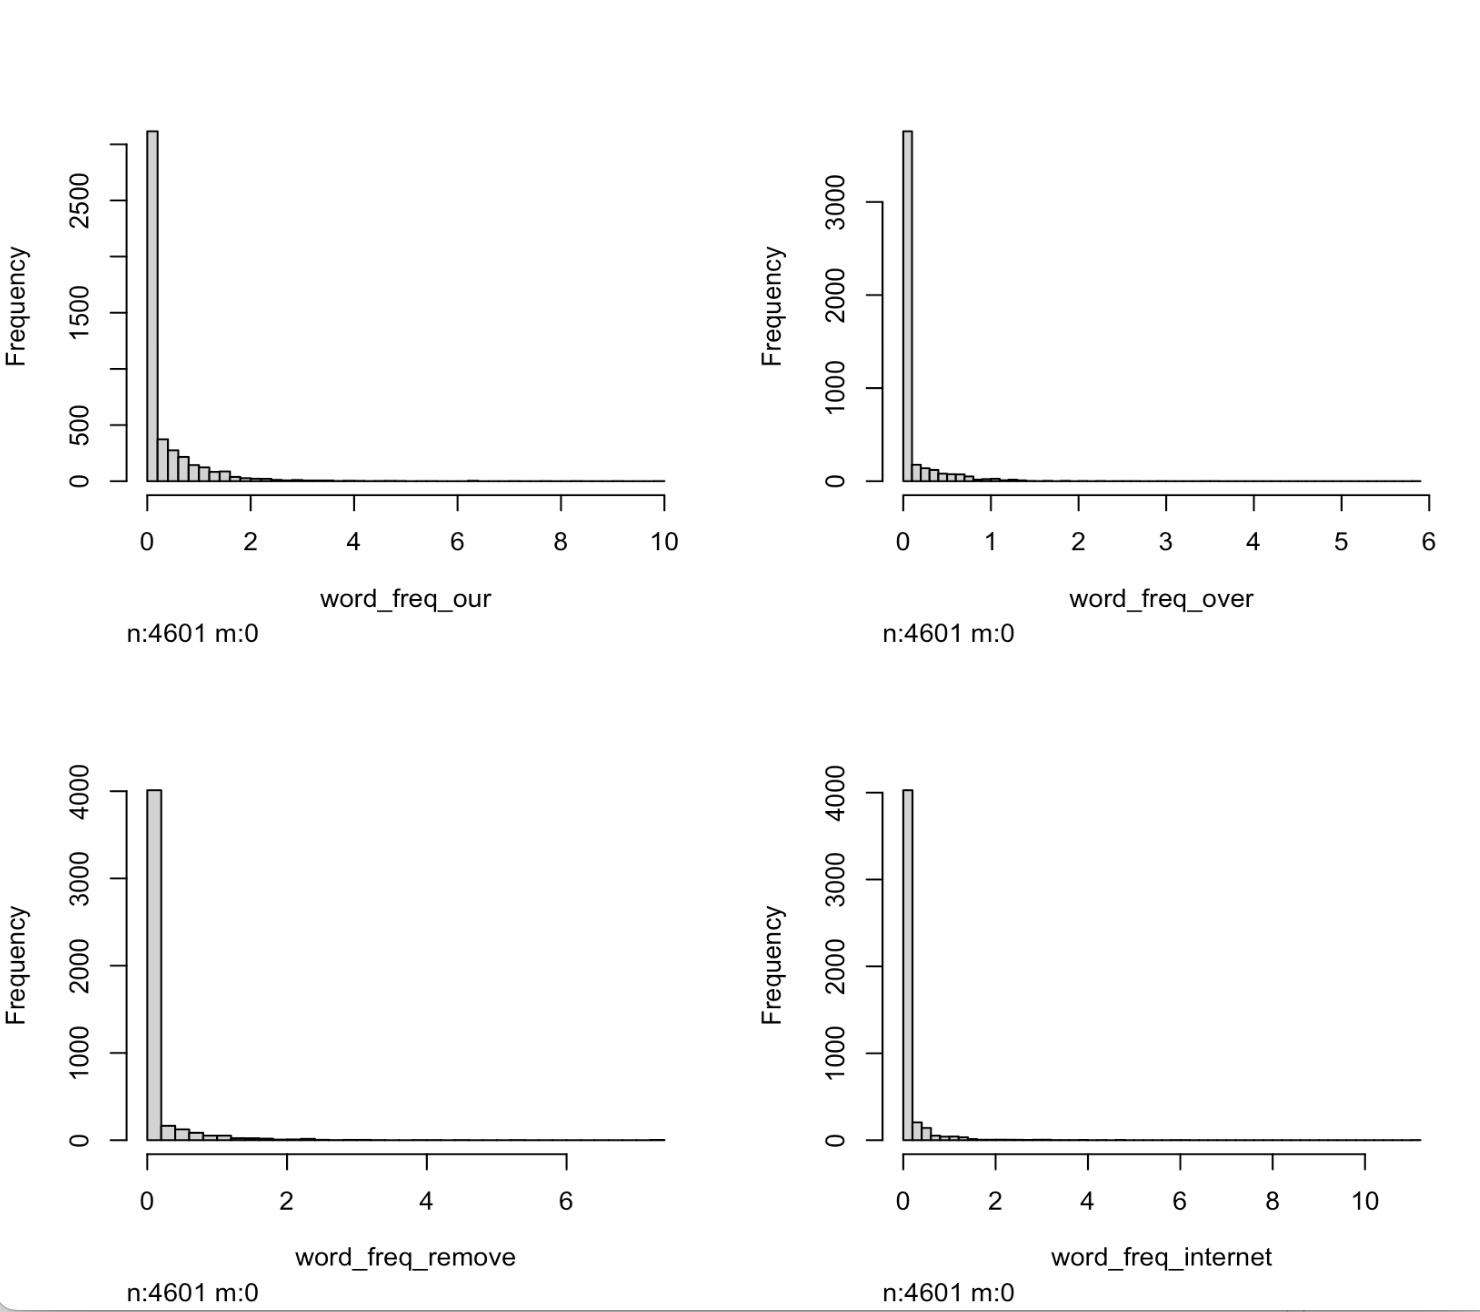 Frequency
2500
1500
500
0
0 2 4 6 8 10
word_freq_our
n:4601 m:0
Frequency
3000
2000
1000
0
0 1 2 3 4 5 6
word_freq_over
n:4601 m:0
Frequency
4000
3000
2000
1000
0
0 2 4 6
word_freq_remove
n:4601 m:0
Frequency
4000
3000
2000
1000
0
0 2 4 6 8 10
word_freq_internet
n:4601 m:0